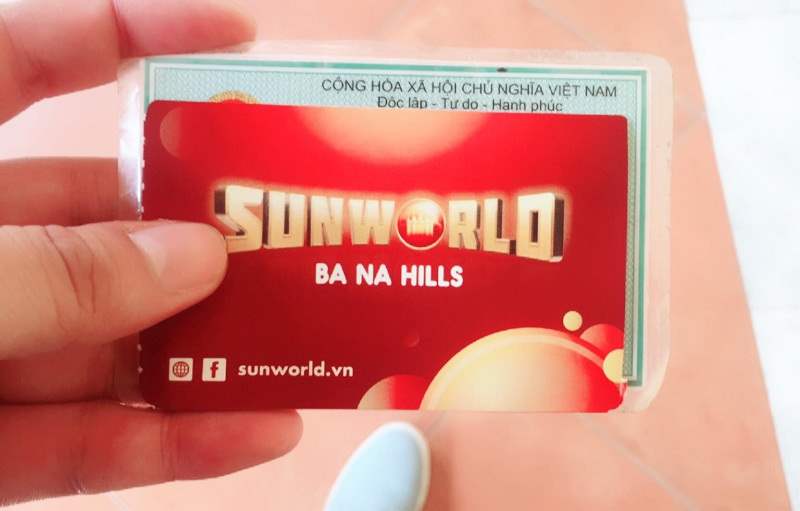 CỘNG HÒA XÃ HỘI CHỦ NGHĨA VIỆT NAM
Độc lập - Tự do - Hạnh phúc
SUNWORLD
BA NA HILLS
sunworld.vn